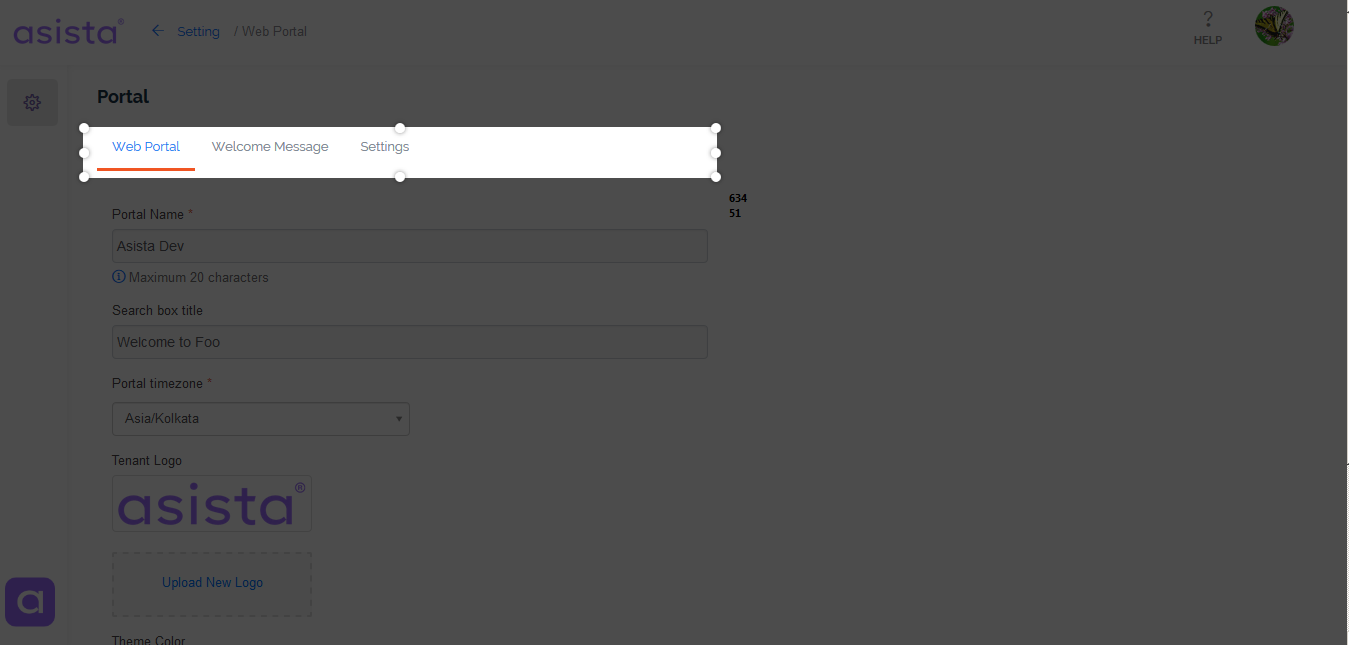 asista®
← Setting / Web Portal
?
HELP
Portal
Web Portal Welcome Message Settings
634
51
Portal Name *
Asista Dev
Maximum 20 characters
Search box title
Welcome to Foo
Portal timezone *
Asia/Kolkata
Tenant Logo
asista®
Upload New Logo
a
Theme Color